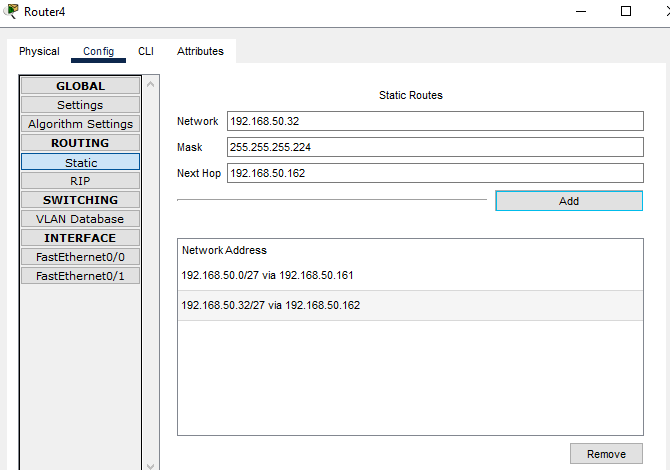 Router4
Physical Config CLI Attributes
GLOBAL
Settings
Algorithm Settings
ROUTING
Static
RIP
SWITCHING
VLAN Database
INTERFACE
FastEthernet0/0
FastEthernet0/1
Static Routes
Network 192.168.50.32
Mask 255.255.255.224
Next Hop 192.168.50.162
Add
Network Address
192.168.50.0/27 via 192.168.50.161
192.168.50.32/27 via 192.168.50.162
Remove